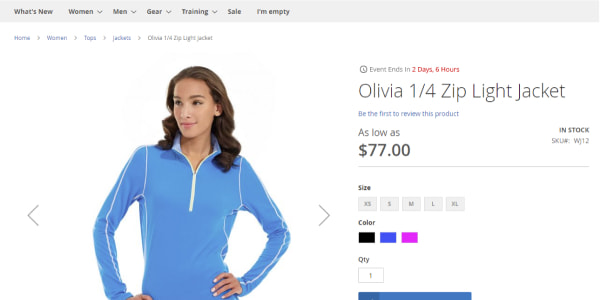 What's New Women Men Gear Training Sale I'm empty
Home > Women > Tops > Jackets > Olivia 1/4 Zip Light Jacket
Event Ends In 2 Days, 6 Hours
Olivia 1/4 Zip Light Jacket
Be the first to review this product
As low as
$77.00
IN STOCK
SKU#: WJ12
Size
XS S M L XL
Color
Qty
1